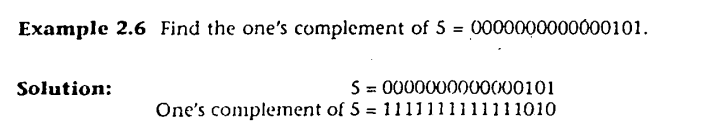 Example 2.6 Find the one's complement of 5 = 0000000000000101.
Solution: 5 = 0000000000000101
One's complement of 5 = 1111111111111010